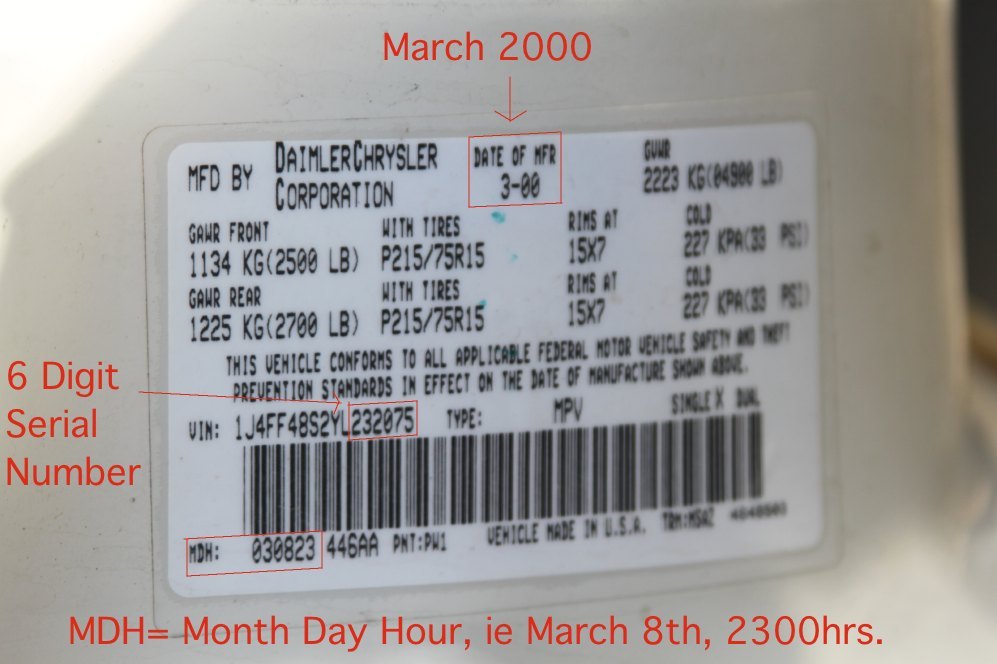 March 2000
MFD BY DAIMLERCHRYSLER CORPORATION
DATE OF MFR 3-00
GVWR 2223 KG(04900 LB)
GAWR FRONT WITH TIRES RIMS AT COLD
1134 KG(2500 LB) P215/75R15 15X7 227 KPA(33 PSI)
GAWR REAR WITH TIRES RIMS AT COLD
1225 KG(2700 LB) P215/75R15 15X7 227 KPA(33 PSI)
THIS VEHICLE CONFORMS TO ALL APPLICABLE FEDERAL MOTOR VEHICLE SAFETY AND THEFT
PREVENTION STANDARDS IN EFFECT ON THE DATE OF MANUFACTURE SHOWN ABOVE.
6 Digit
Serial
Number
VIN: 1J4FF48S2YL232075 TYPE: MPV SINGLE X DUAL
MDH: 030823 446AA PNT:PW1 VEHICLE MADE IN U.S.A.
MDH= Month Day Hour, ie March 8th, 2300hrs.